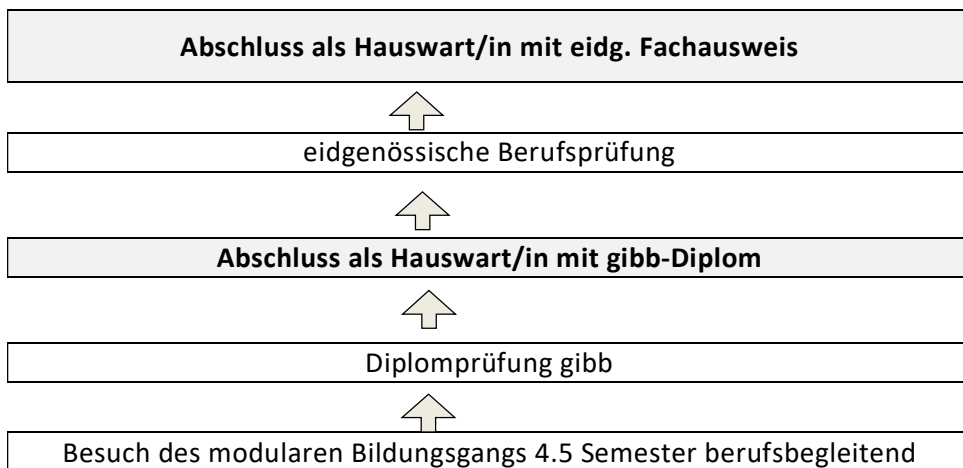 Abschluss als Hauswart/in mit eidg. Fachausweis
eidgenössische Berufsprüfung
Abschluss als Hauswart/in mit gibb-Diplom
Diplomprüfung gibb
Besuch des modularen Bildungsgangs 4.5 Semester berufsbegleitend